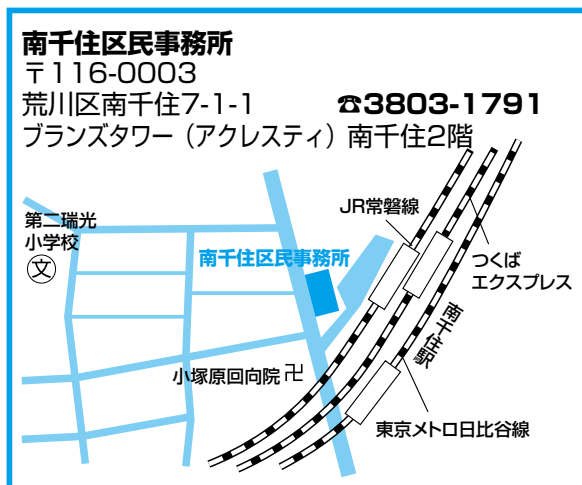 南千住区民事務所
〒116-0003
荒川区南千住7-1-1 ☎3803-1791
ブランズタワー（アクレスティ）南千住2階
JR常磐線
第二瑞光
小学校
文
南千住区民事務所
つくば
エクスプレス
南千住駅
小塚原回向院 卍
東京メトロ日比谷線